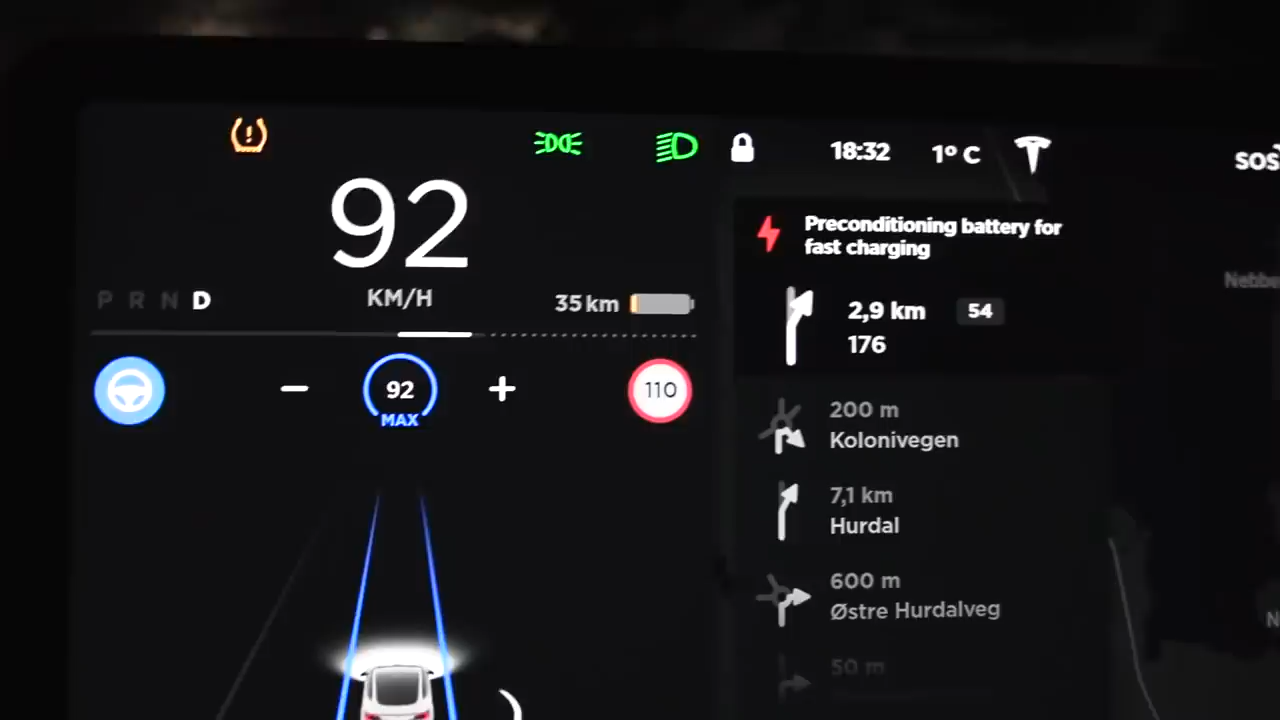 18:32
1° C
SOS
92
KM/H
P R N D
35 km
92
MAX
110
Preconditioning battery for
fast charging
2,9 km
54
176
200 m
Kolonivegen
7,1 km
Hurdal
600 m
Østre Hurdalveg
50 m